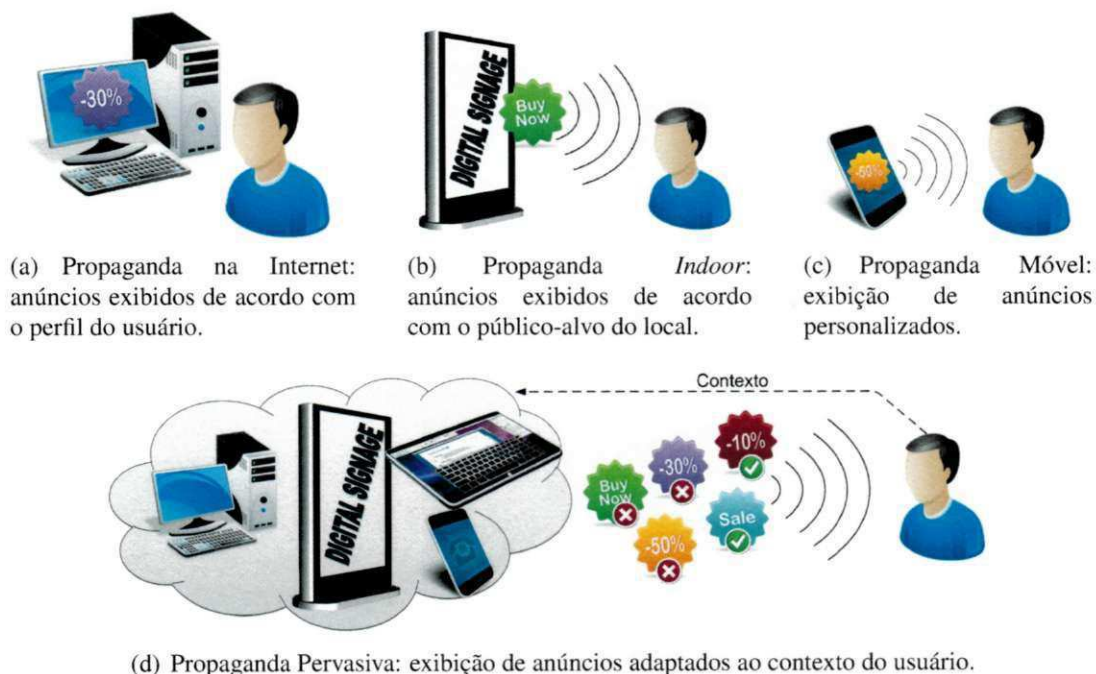 -30%
DIGITAL SIGNAGE
Buy
Now
-50%
(a) Propaganda na Internet:
anúncios exibidos de acordo com
o perfil do usuário.
(b) Propaganda Indoor:
anúncios exibidos de acordo
com o público-alvo do local.
(c) Propaganda Móvel:
exibição de anúncios
personalizados.
Contexto
DIGITAL SIGNAGE
-10%
-30%
Buy
Now
Sale
-50%
(d) Propaganda Pervasiva: exibição de anúncios adaptados ao contexto do usuário.